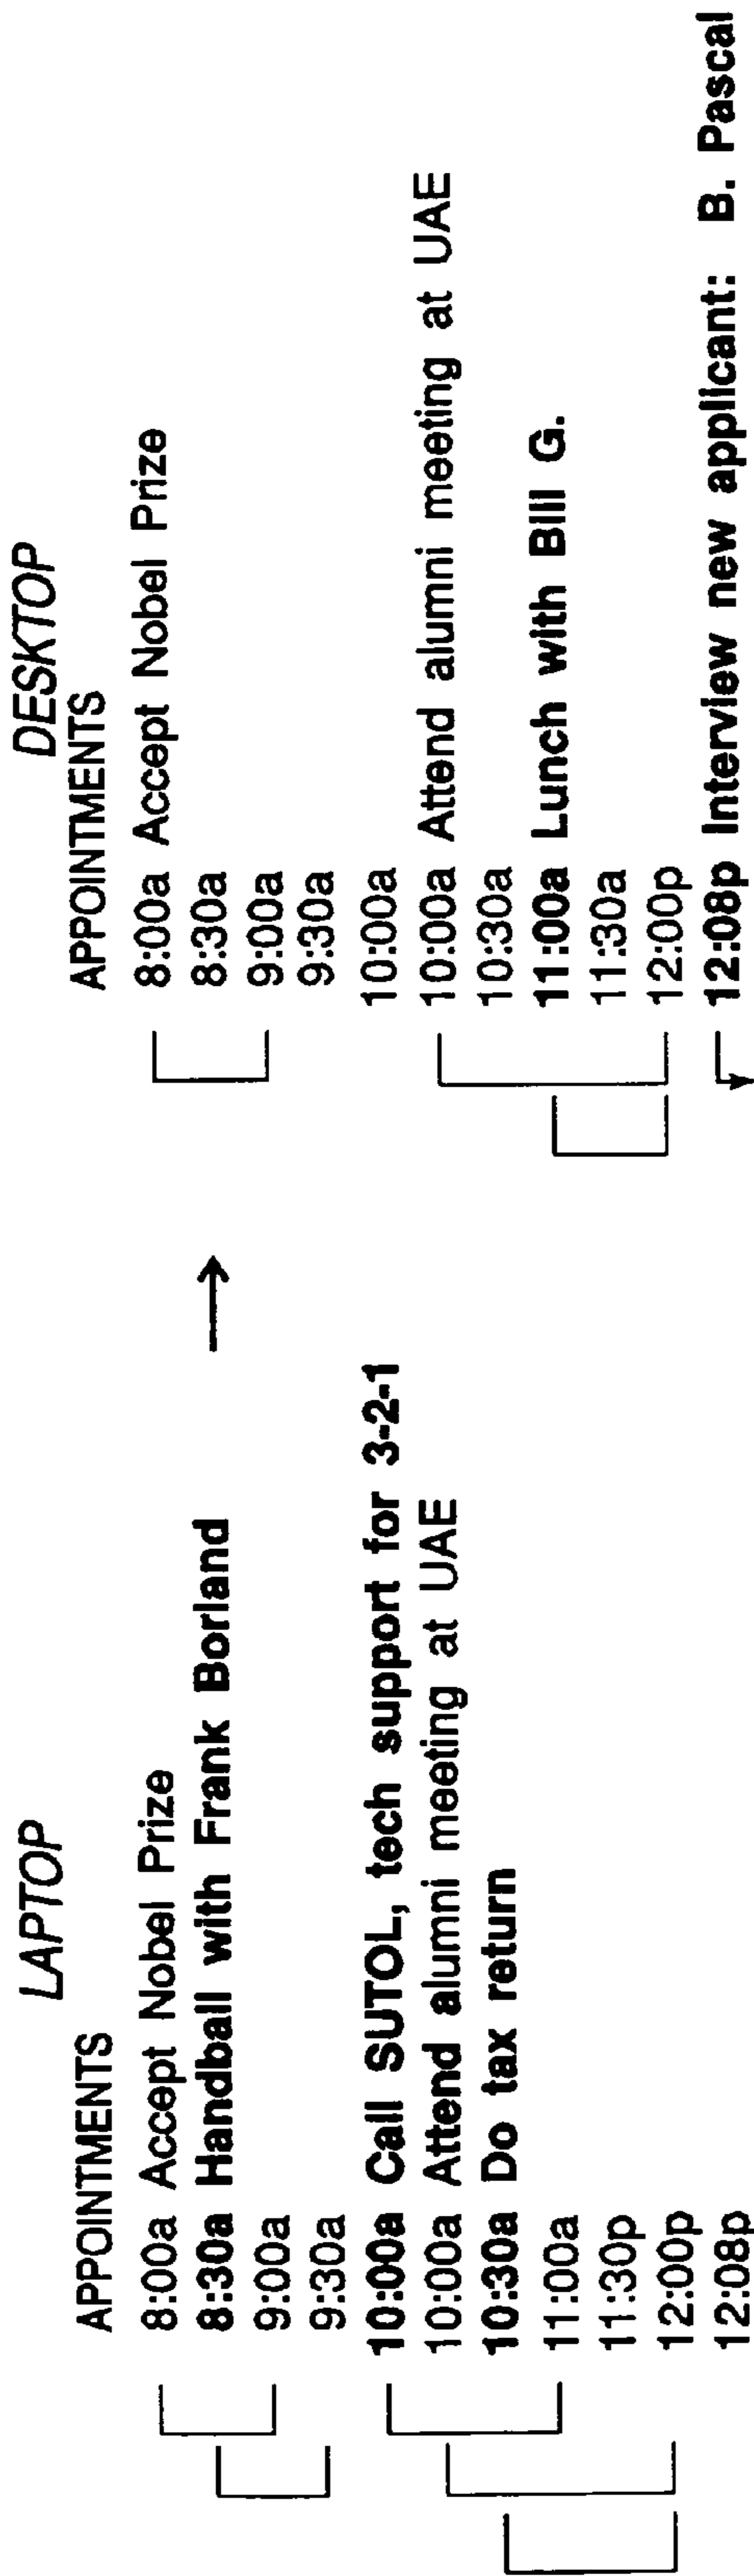 LAPTOP
APPOINTMENTS
8:00a Accept Nobel Prize
8:30a Handball with Frank Borland
9:00a
9:30a
10:00a Call SUTOL, tech support for 3-2-1
10:00a Attend alumni meeting at UAE
10:30a Do tax return
11:00a
11:30p
12:00p
12:08p
DESKTOP
APPOINTMENTS
8:00a Accept Nobel Prize
8:30a
9:00a
9:30a
10:00a
10:00a Attend alumni meeting at UAE
10:30a
11:00a Lunch with Bill G.
11:30a
12:00p
12:08p Interview new applicant: B. Pascal